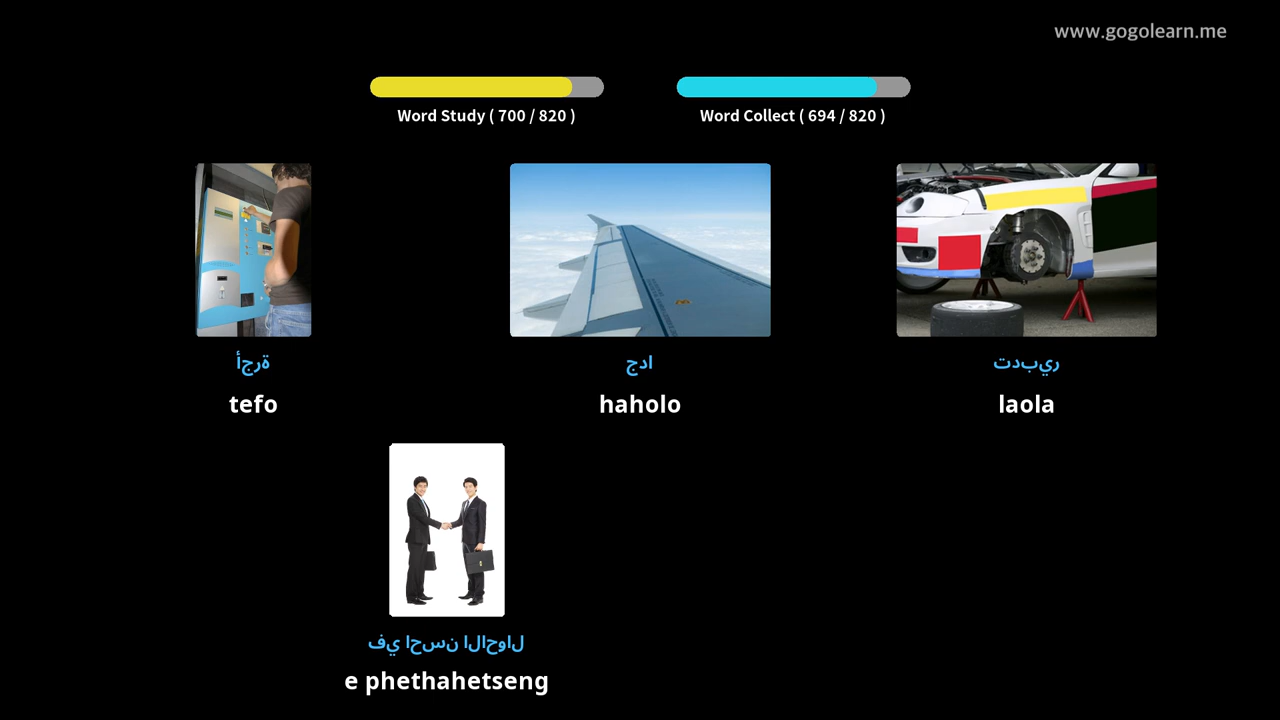 www.gogolearn.me
Word Study ( 700 / 820 )
Word Collect ( 694 / 820 )
أجرة
جدا
تدبير
tefo
haholo
laola
في احسن الاحوال
e phethahetseng